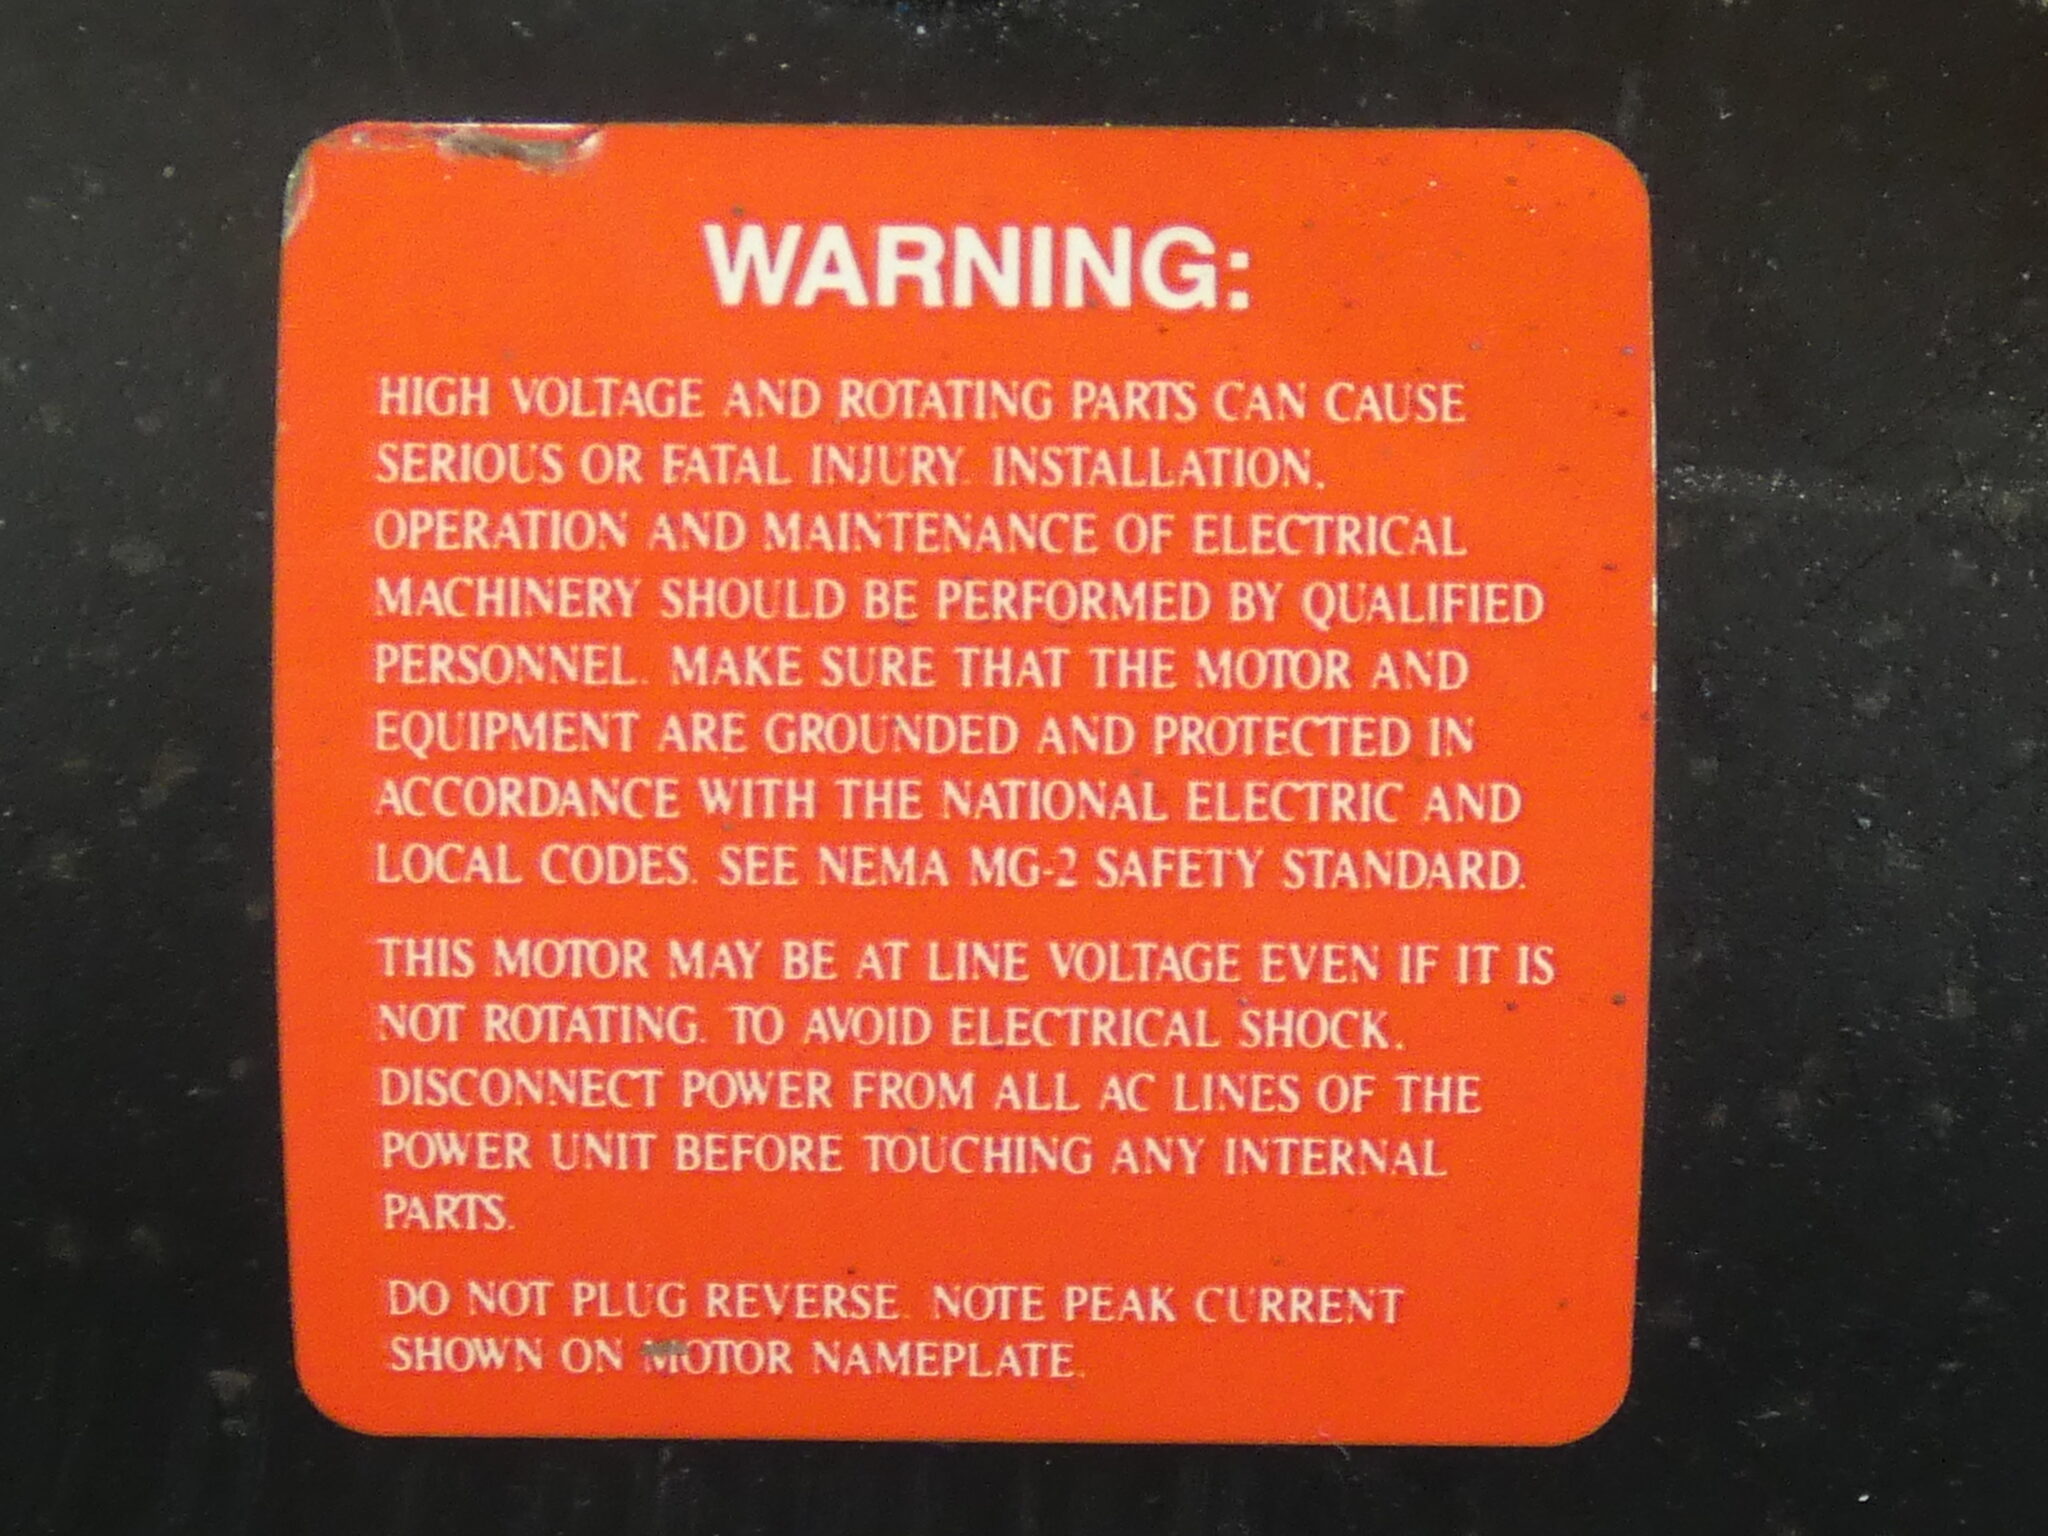 WARNING:
HIGH VOLTAGE AND ROTATING PARTS CAN CAUSE
SERIOUS OR FATAL INJURY. INSTALLATION,
OPERATION AND MAINTENANCE OF ELECTRICAL
MACHINERY SHOULD BE PERFORMED BY QUALIFIED
PERSONNEL. MAKE SURE THAT THE MOTOR AND
EQUIPMENT ARE GROUNDED AND PROTECTED IN
ACCORDANCE WITH THE NATIONAL ELECTRIC AND
LOCAL CODES. SEE NEMA MG-2 SAFETY STANDARD.
THIS MOTOR MAY BE AT LINE VOLTAGE EVEN IF IT IS
NOT ROTATING. TO AVOID ELECTRICAL SHOCK,
DISCONNECT POWER FROM ALL AC LINES OF THE
POWER UNIT BEFORE TOUCHING ANY INTERNAL
PARTS.
DO NOT PLUG REVERSE. NOTE PEAK CURRENT
SHOWN ON MOTOR NAMEPLATE.